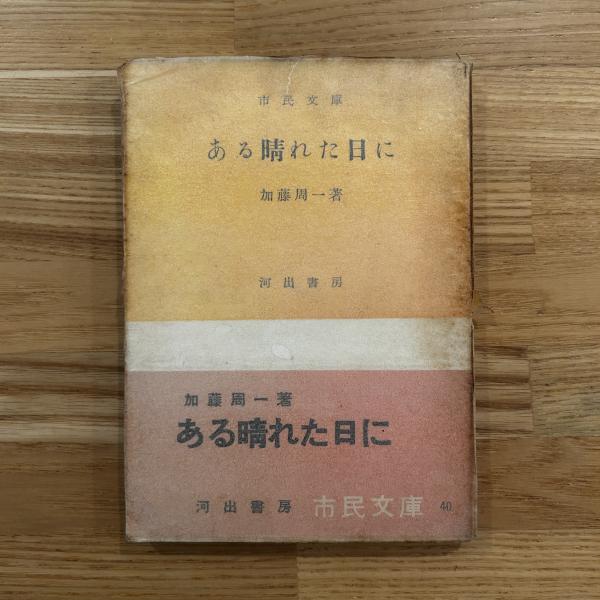 市民文庫
ある晴れた日に
加藤周一著
河出書房
加藤周一著
ある晴れた日に
河出書房 市民文庫 40